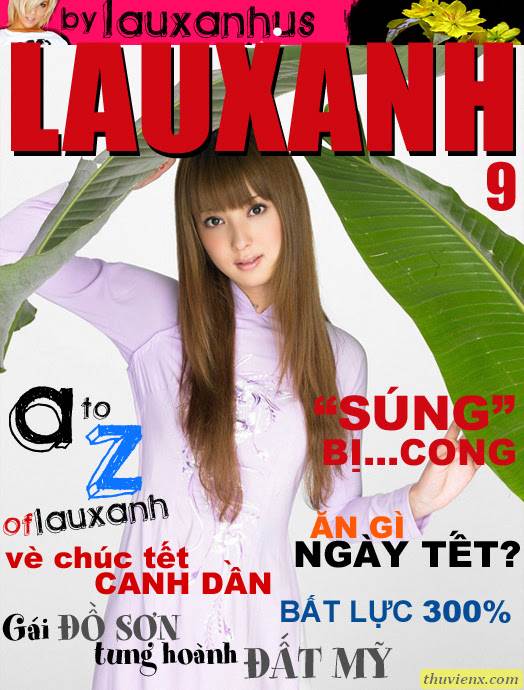 by lauxanhus
LAUXANH
9
a to
z
oflauxanh
“SÚNG”
BỊ...CONG
ĂN GÌ
NGÀY TẾT?
vè chúc tết
CANH DẦN
BẤT LỰC 300%
Gái ĐỒ SƠN
tung hoành ĐẤT MỸ
thuvienx.com